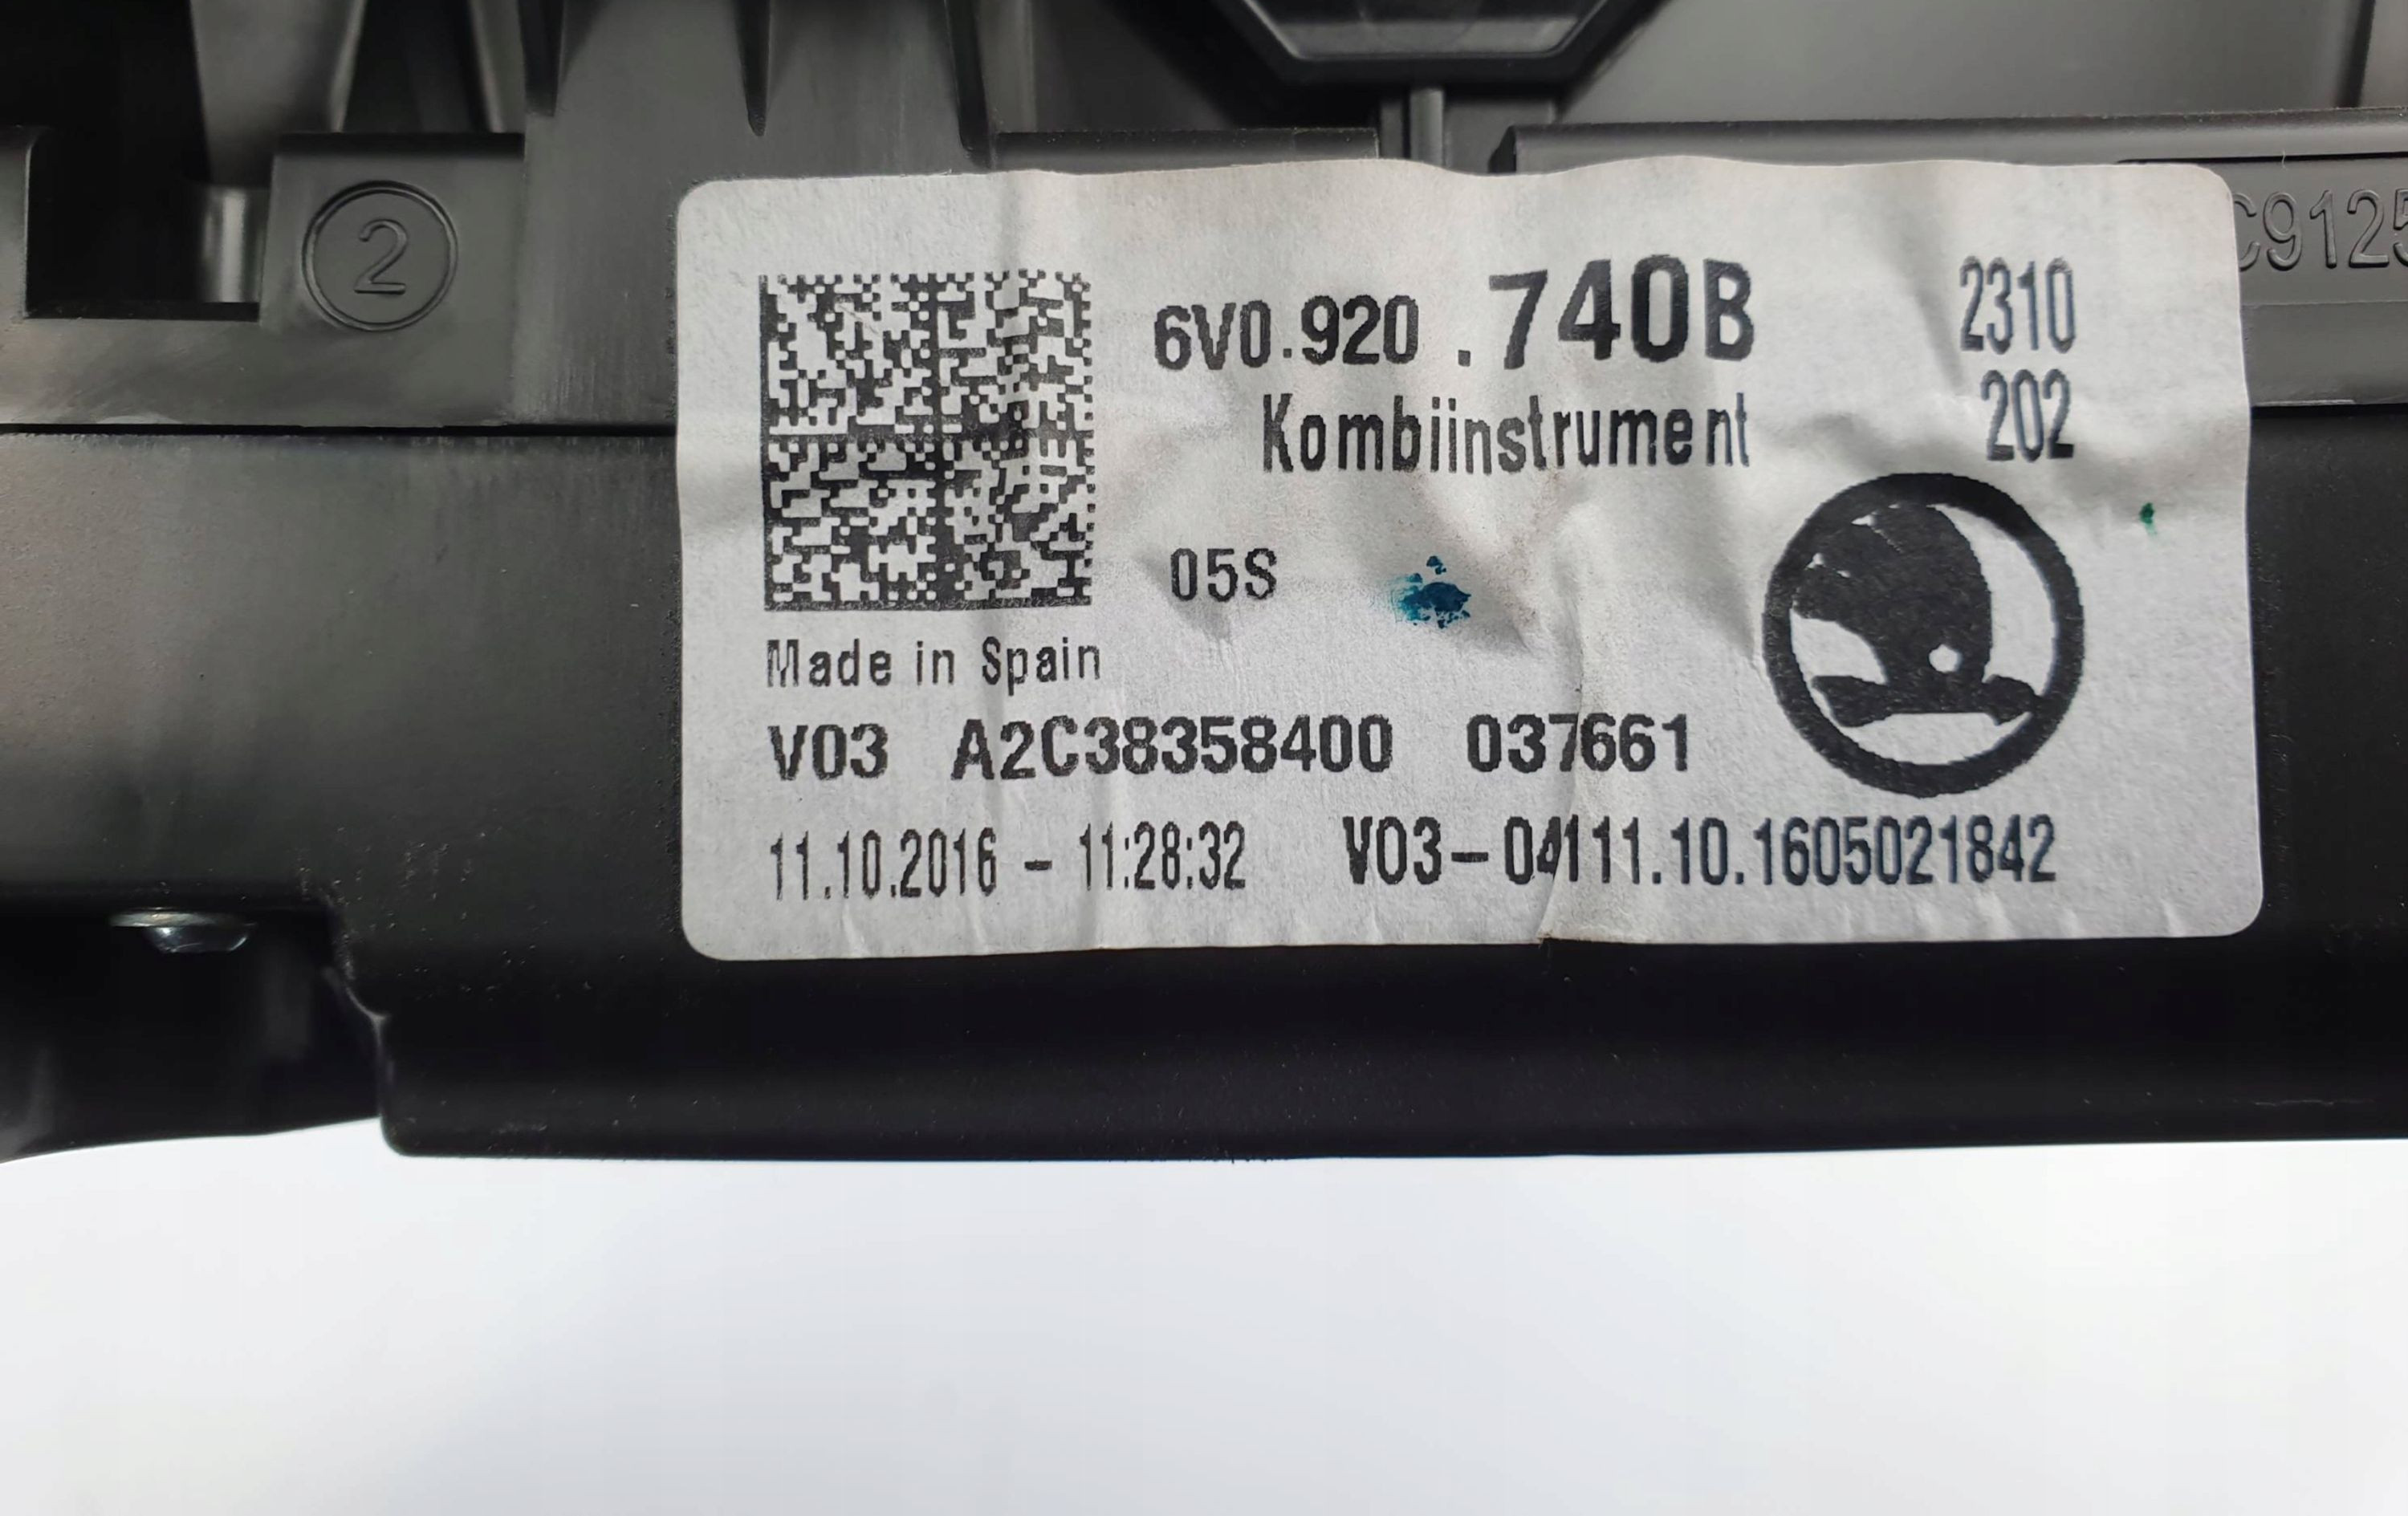 2
C9125
6V0.920 .740B 2310
Kombiinstrument 202
05S
Made in Spain
V03 A2C38358400 037661
11.10.2016 - 11:28:32 V03-04111.10.1605021842